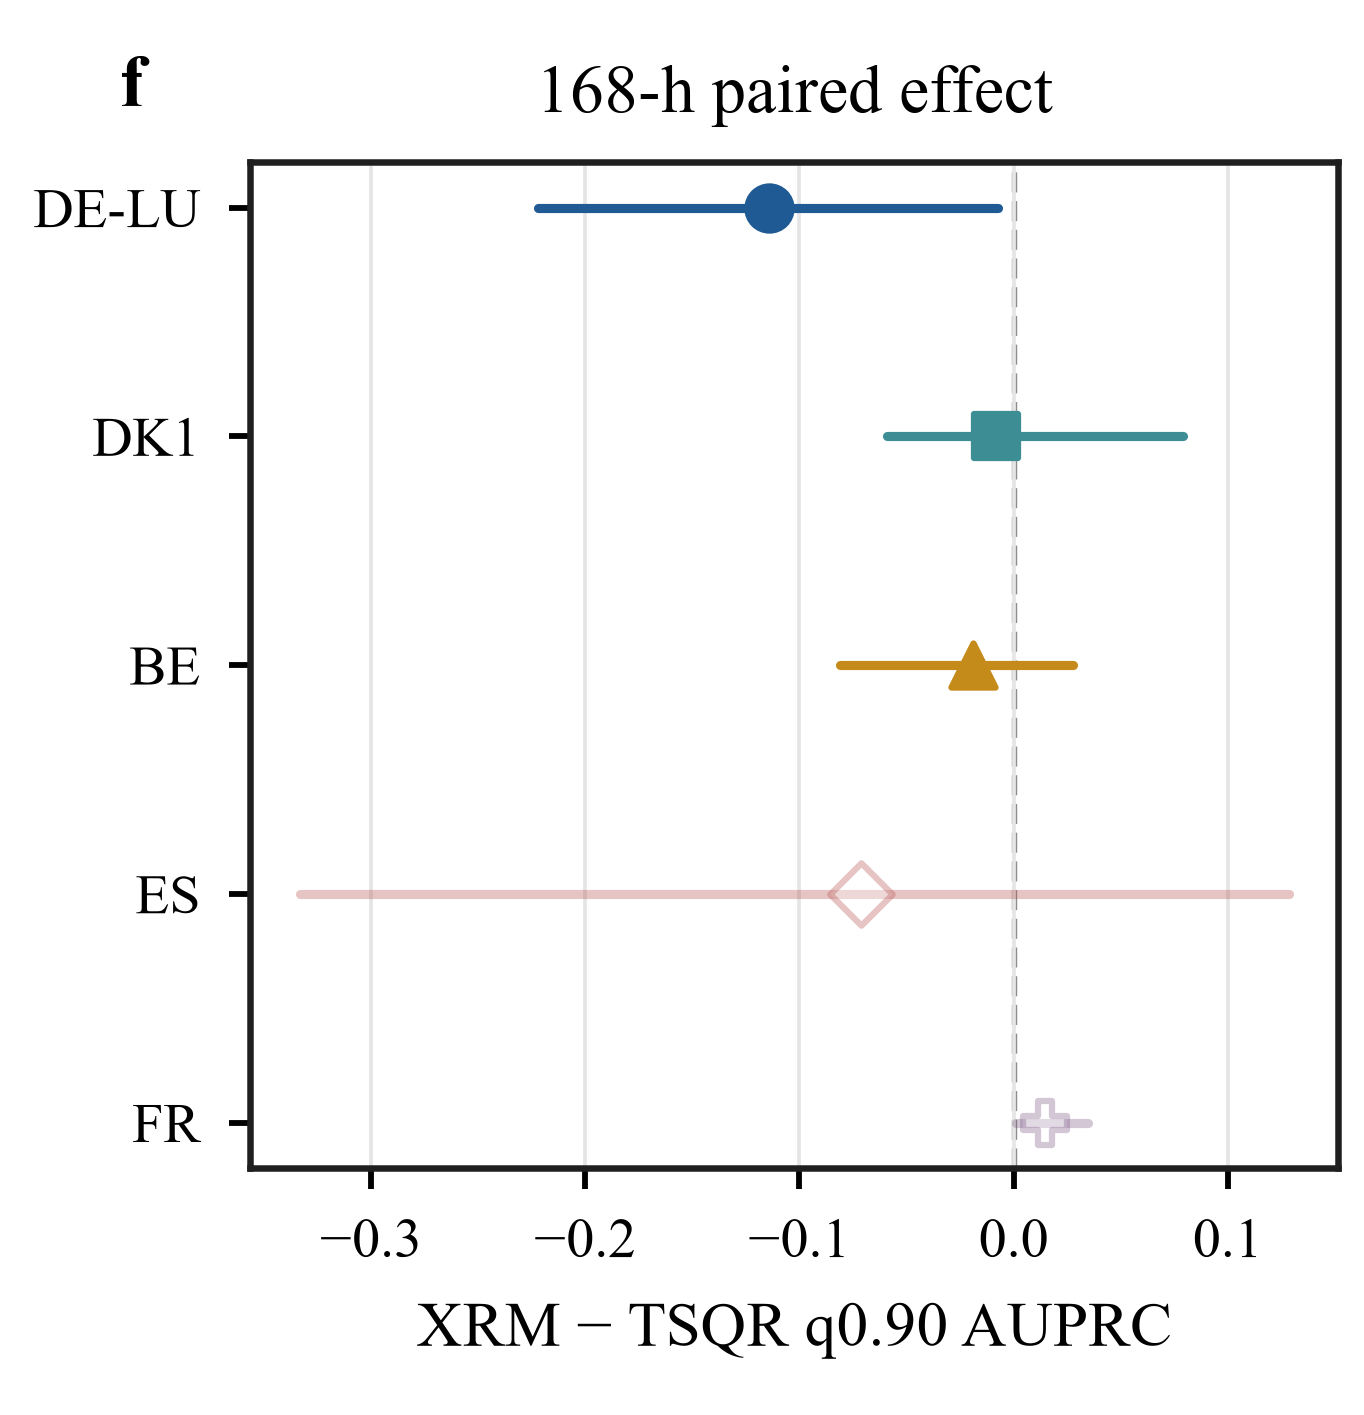 f
168-h paired effect
DE-LU
DK1
BE
ES
FR
−0.3 −0.2 −0.1 0.0 0.1
XRM − TSQR q0.90 AUPRC